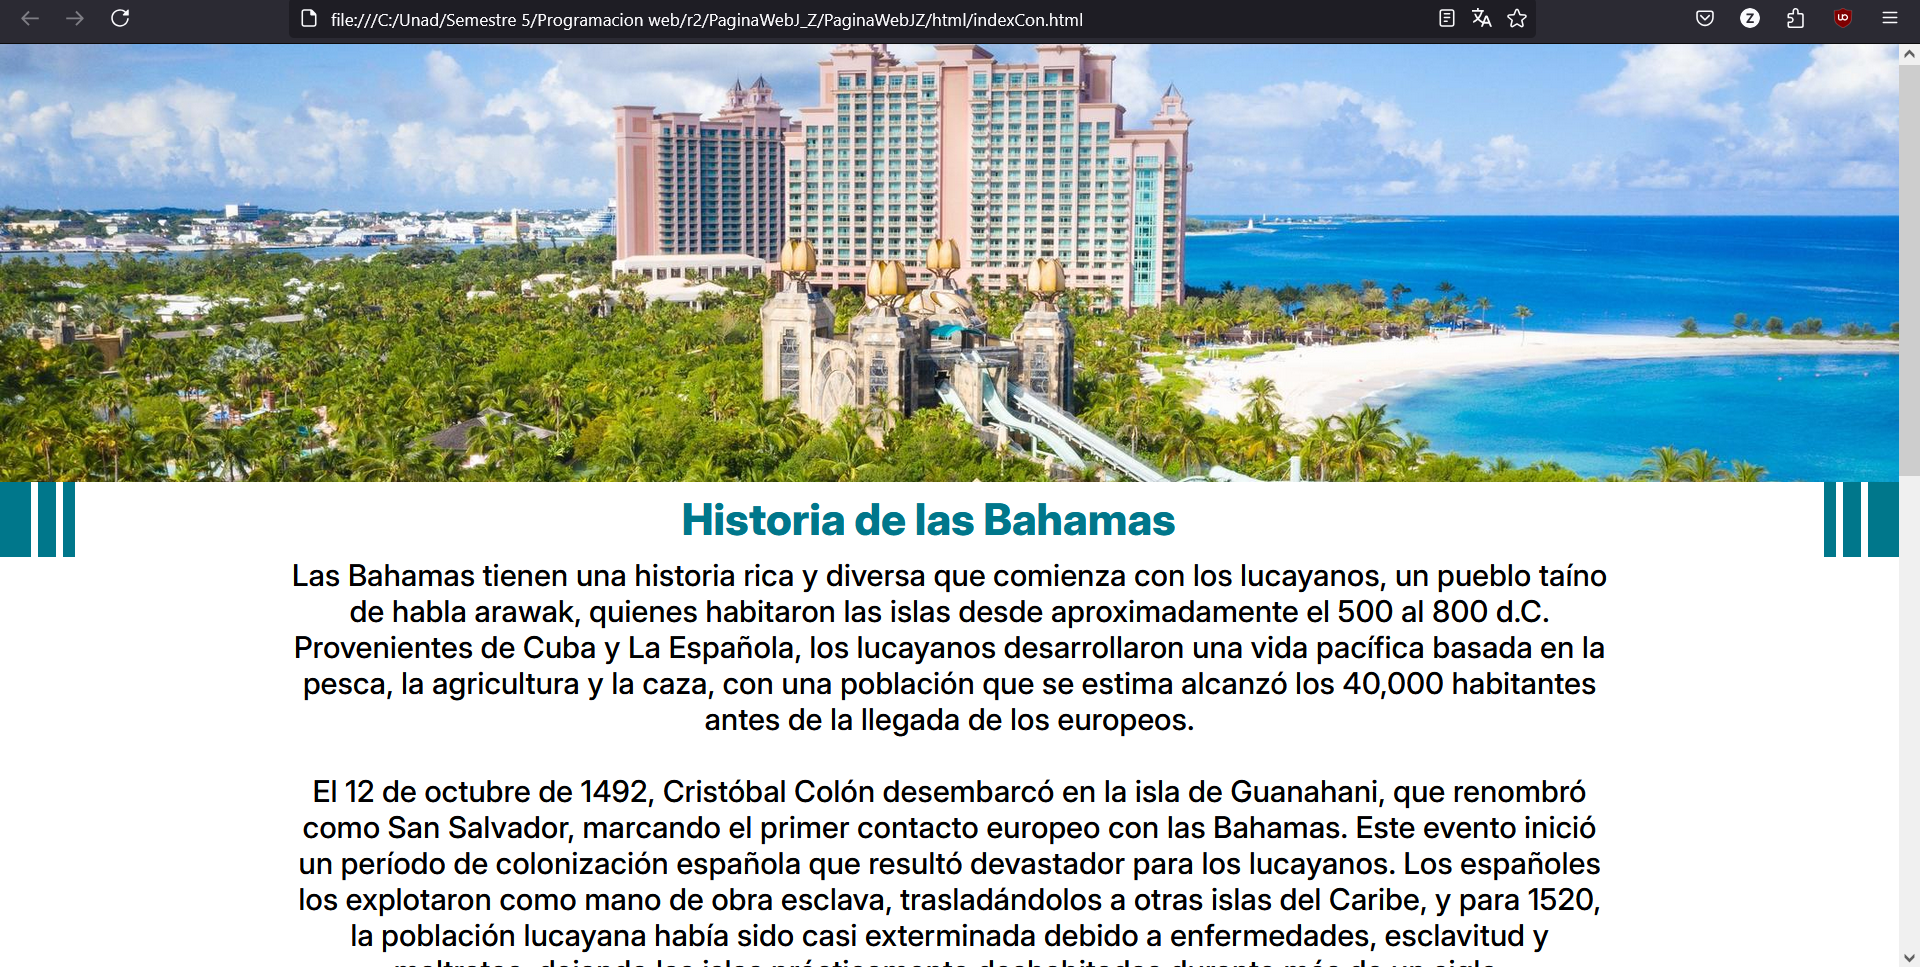 file:///C:/Unad/Semestre 5/Programacion web/r2/PaginaWebJ_Z/PaginaWebJZ/html/indexCon.html
Z
Historia de las Bahamas
Las Bahamas tienen una historia rica y diversa que comienza con los lucayanos, un pueblo taíno
de habla arawak, quienes habitaron las islas desde aproximadamente el 500 al 800 d.C.
Provenientes de Cuba y La Española, los lucayanos desarrollaron una vida pacífica basada en la
pesca, la agricultura y la caza, con una población que se estima alcanzó los 40,000 habitantes
antes de la llegada de los europeos.
El 12 de octubre de 1492, Cristóbal Colón desembarcó en la isla de Guanahani, que renombró
como San Salvador, marcando el primer contacto europeo con las Bahamas. Este evento inició
un período de colonización española que resultó devastador para los lucayanos. Los españoles
los explotaron como mano de obra esclava, trasladándolos a otras islas del Caribe, y para 1520,
la población lucayana había sido casi exterminada debido a enfermedades, esclavitud y